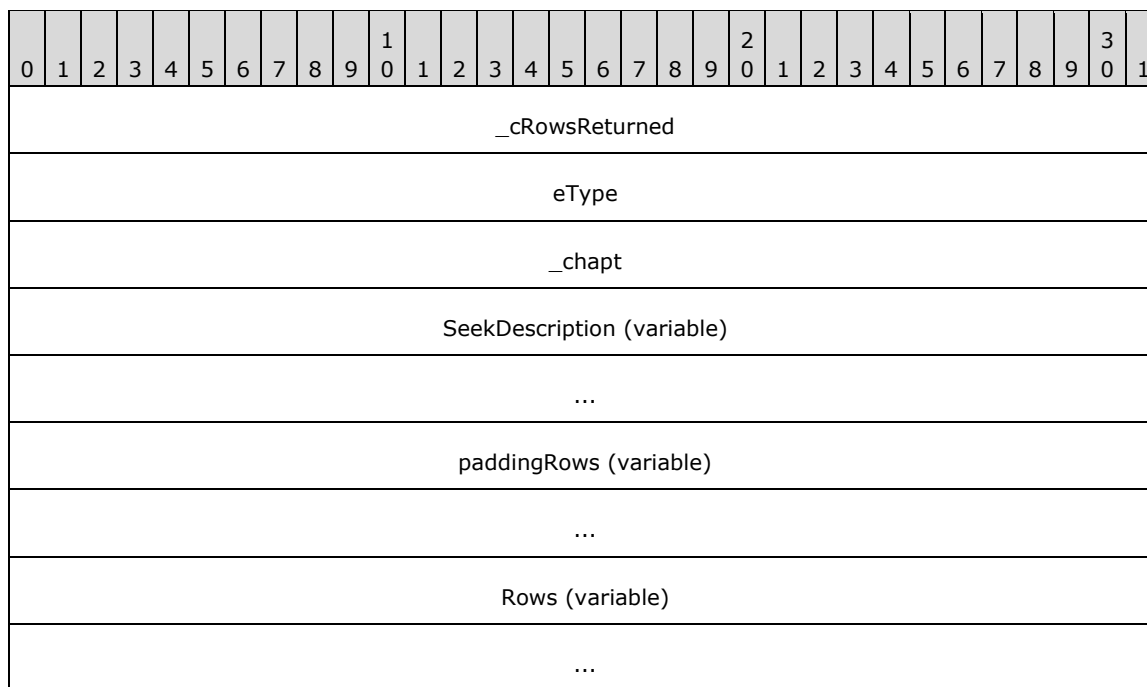 1 2 3
0 1 2 3 4 5 6 7 8 9 0 1 2 3 4 5 6 7 8 9 0 1 2 3 4 5 6 7 8 9 0 1
_cRowsReturned
eType
_chapt
SeekDescription (variable)
...
paddingRows (variable)
...
Rows (variable)
...